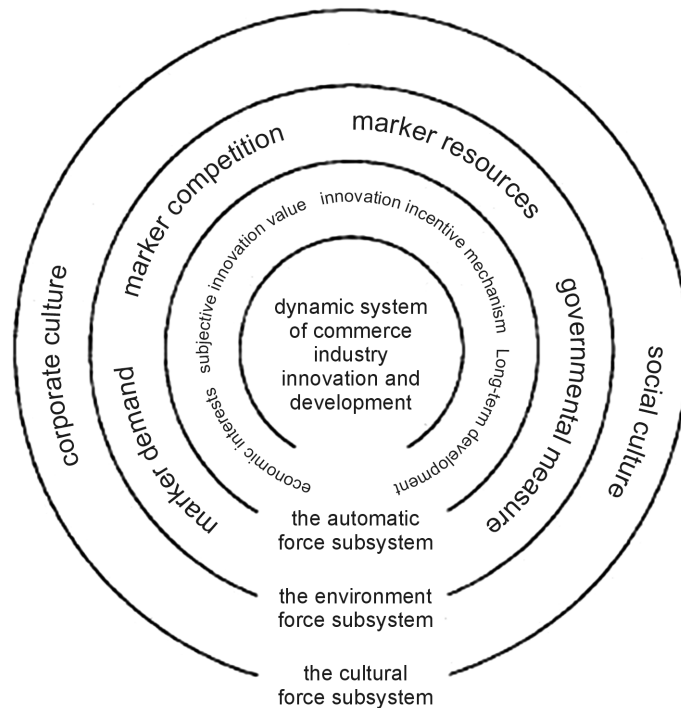 marker competition
marker resources
subjective innovation value
innovation incentive mechanism
corporate culture
marker demand
economic interests
dynamic system
of commerce
industry
innovation and
development
Long-term development
governmental measure
social culture
the automatic
force subsystem
the environment
force subsystem
the cultural
force subsystem